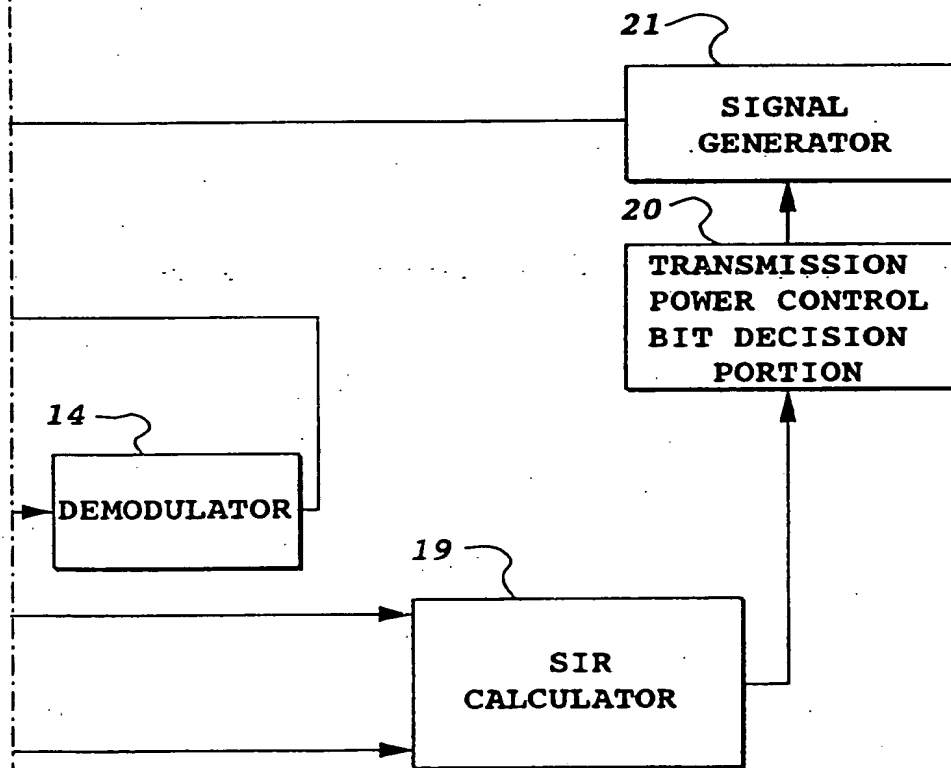 21
SIGNAL
GENERATOR
20
TRANSMISSION
POWER CONTROL
BIT DECISION
PORTION
14
DEMODULATOR
19
SIR
CALCULATOR